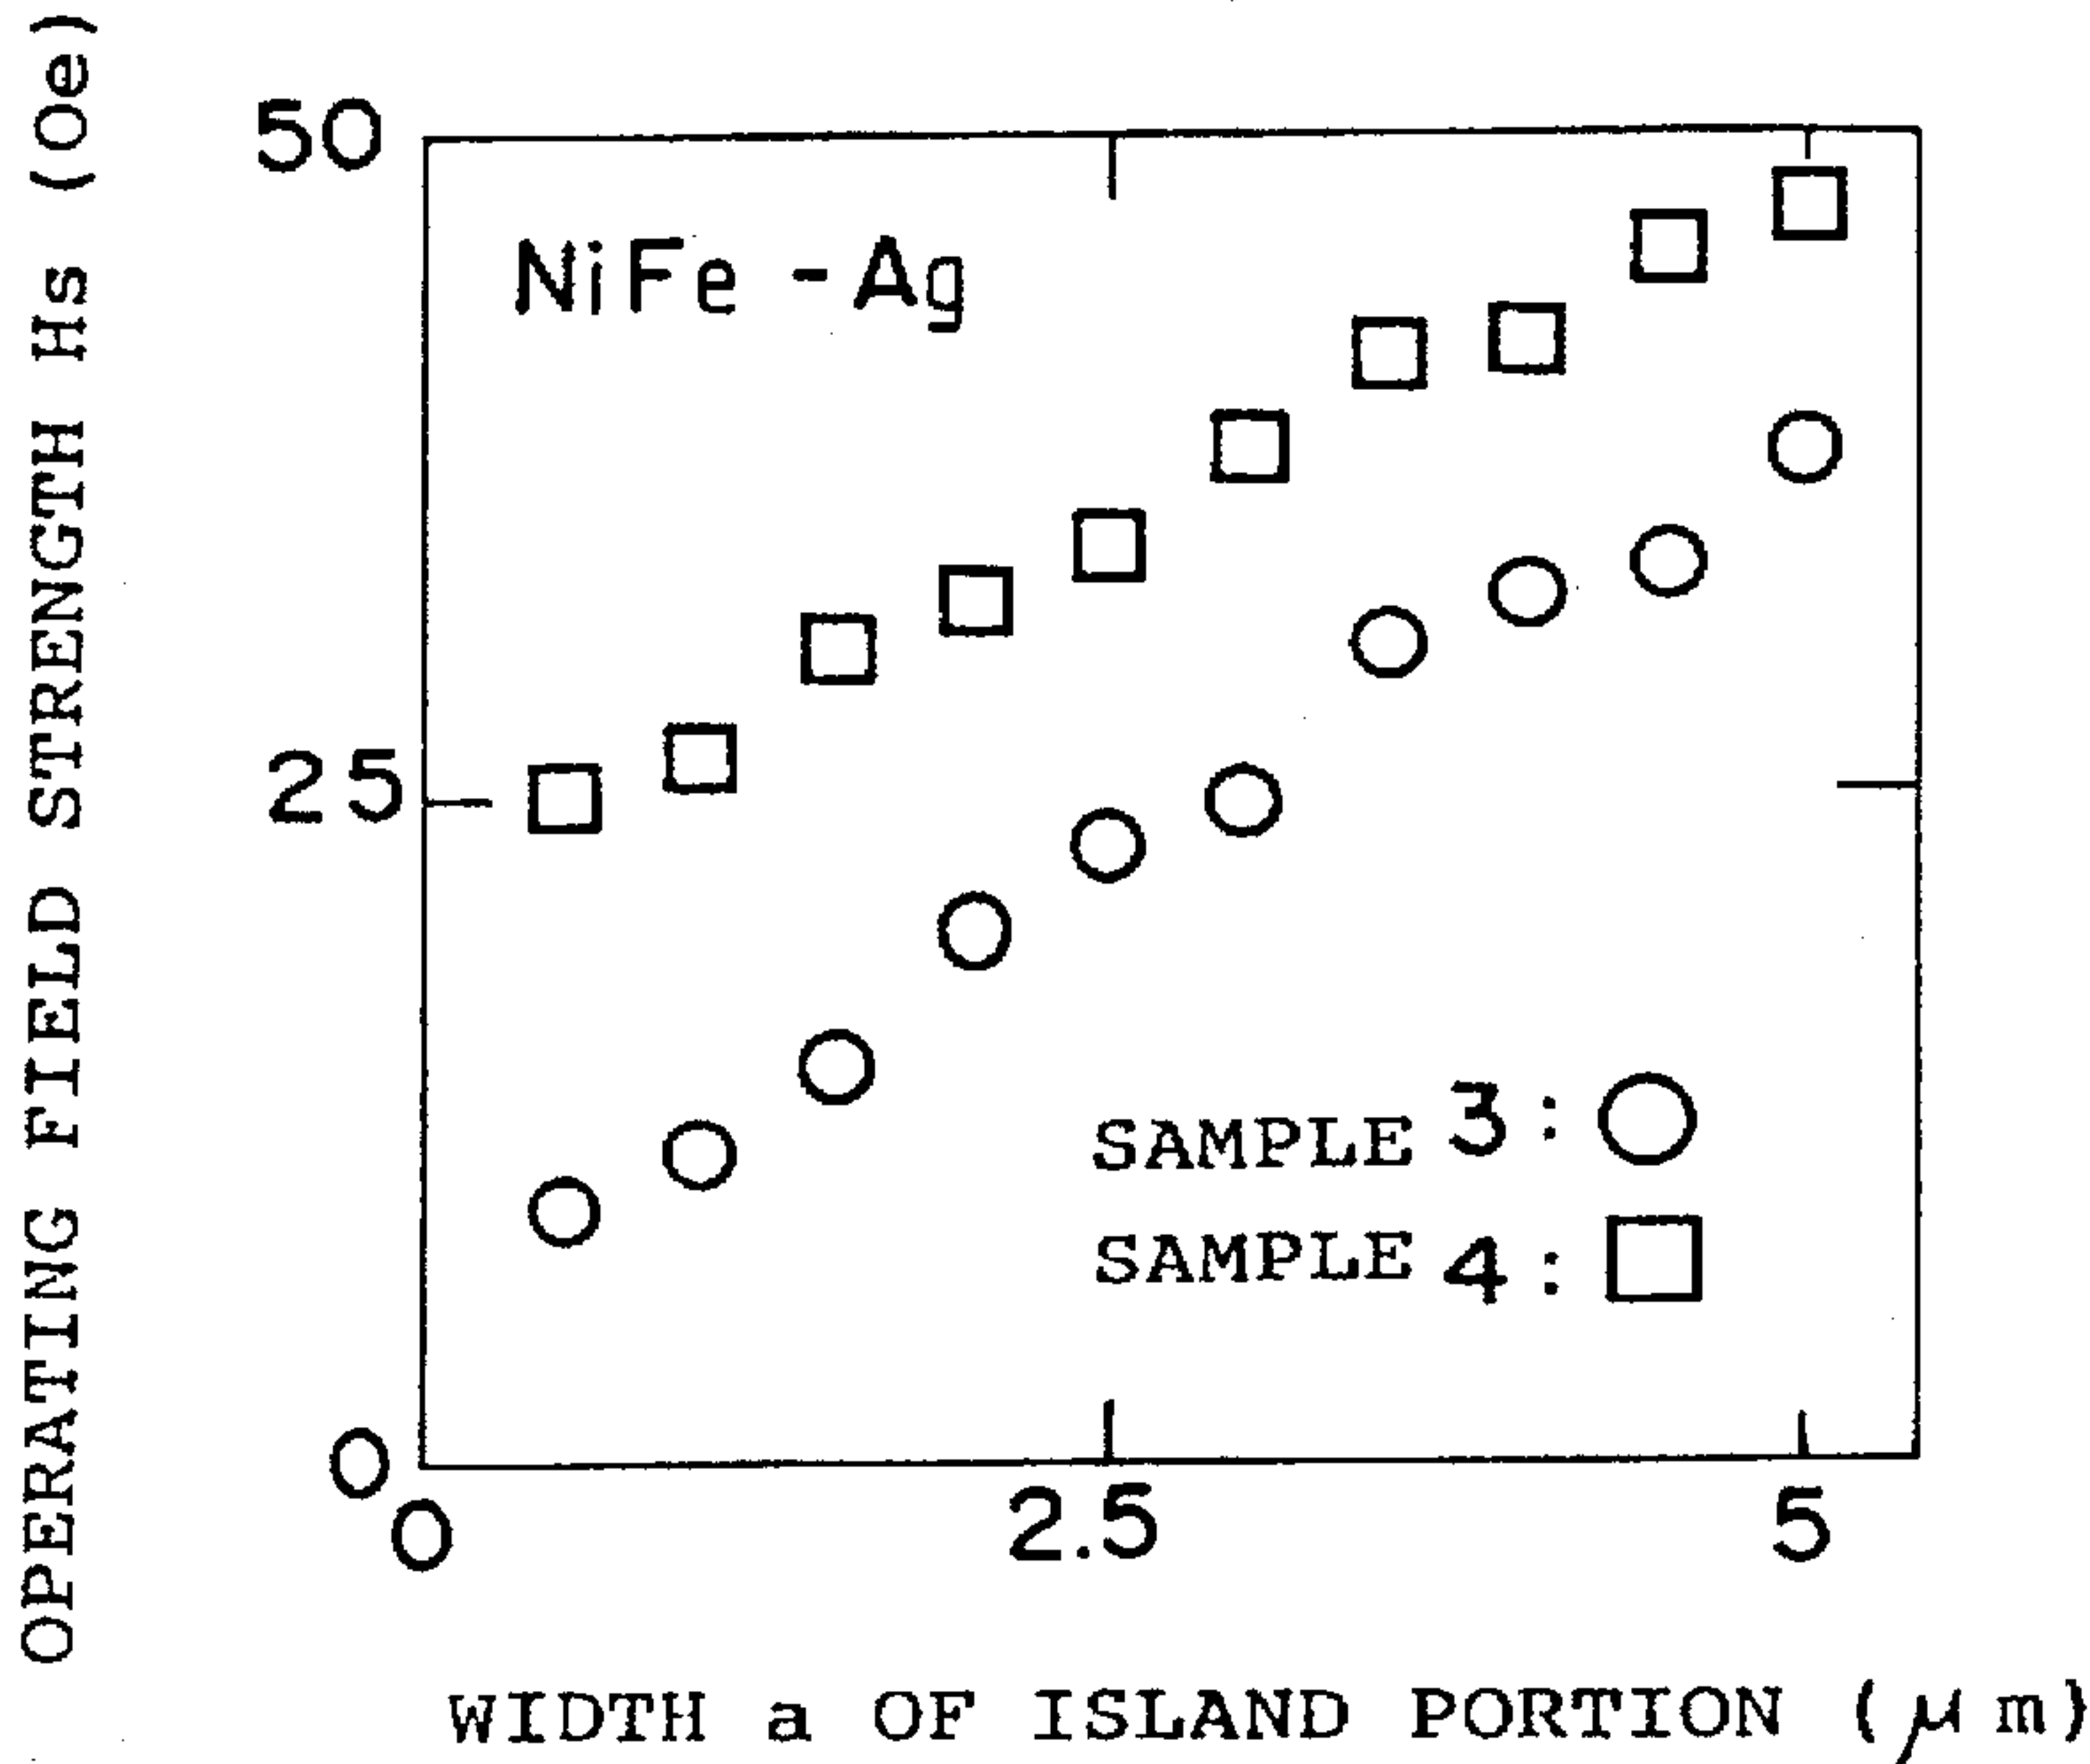 OPERATING FIELD STRENGTH Hs (Oe)
50
NiFe-Ag
25
SAMPLE 3:
SAMPLE 4:
0
0
2.5
5
WIDTH a OF ISLAND PORTION (μm)